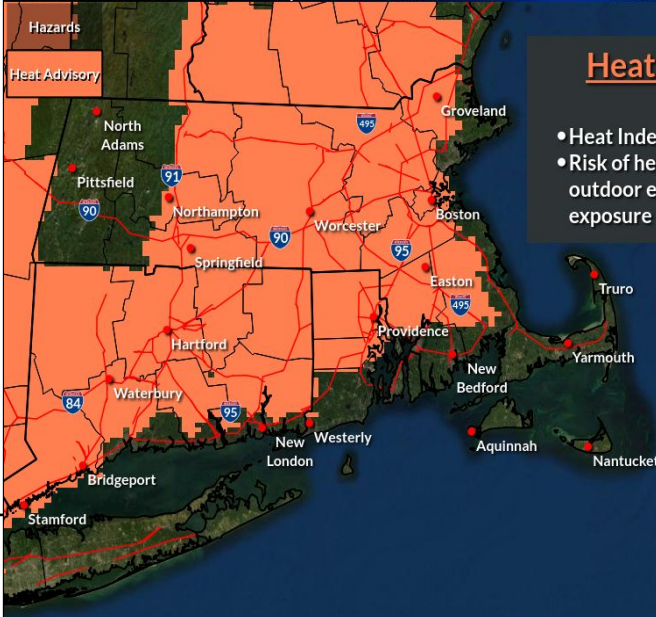 Hazards
Heat Advisory
Heat
• Heat Inde
• Risk of he
outdoor e
exposure
North
Adams
Pittsfield
90
91
Northampton
Springfield
90
Worcester
495
Groveland
Boston
95
Easton
495
Providence
Hartford
Waterbury
84
95
Bridgeport
Stamford
New
London
Westerly
New
Bedford
Truro
Yarmouth
Aquinnah
Nantucket